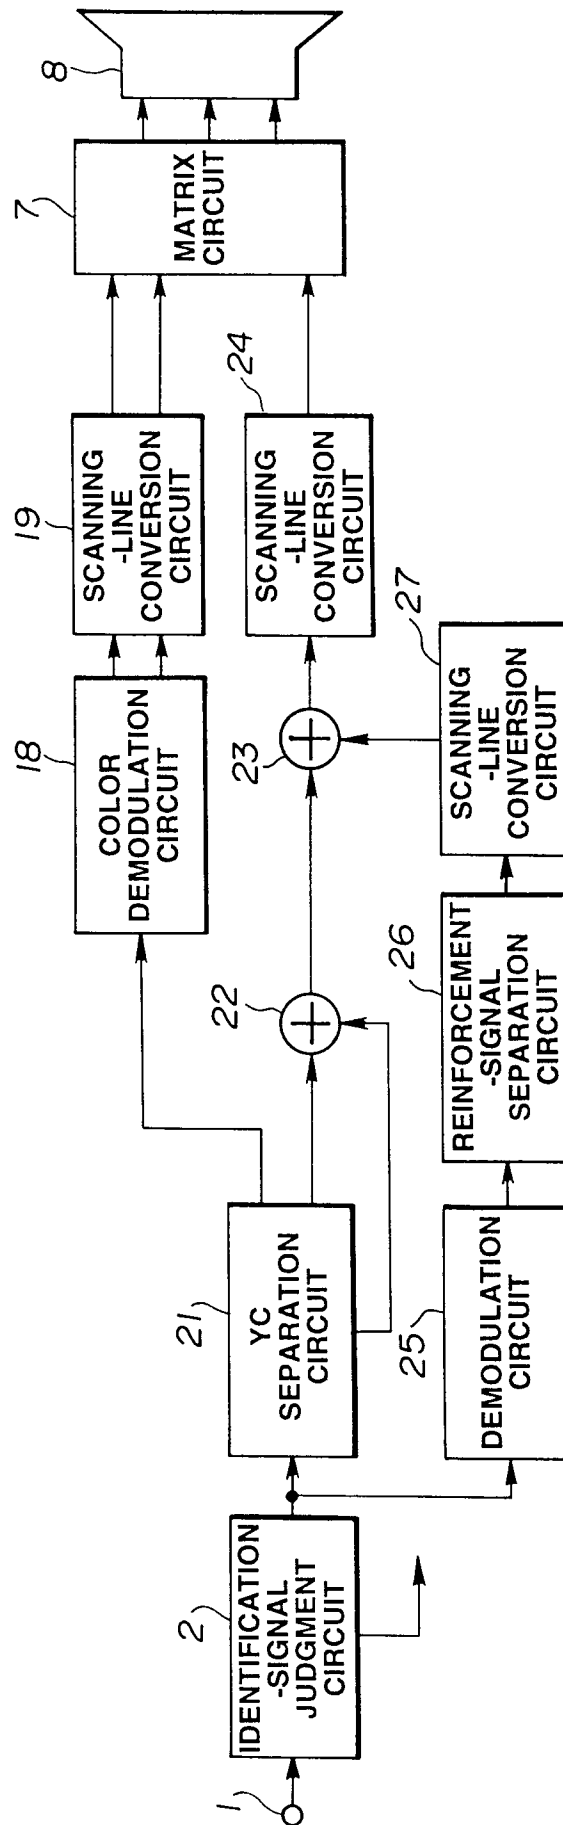 1
2
IDENTIFICATION
-SIGNAL
JUDGMENT
CIRCUIT
21
YC
SEPARATION
CIRCUIT
22
23
18
COLOR
DEMODULATION
CIRCUIT
19
SCANNING
-LINE
CONVERSION
CIRCUIT
24
SCANNING
-LINE
CONVERSION
CIRCUIT
7
MATRIX
CIRCUIT
8
25
DEMODULATION
CIRCUIT
26
REINFORCEMENT
-SIGNAL
SEPARATION
CIRCUIT
27
SCANNING
-LINE
CONVERSION
CIRCUIT